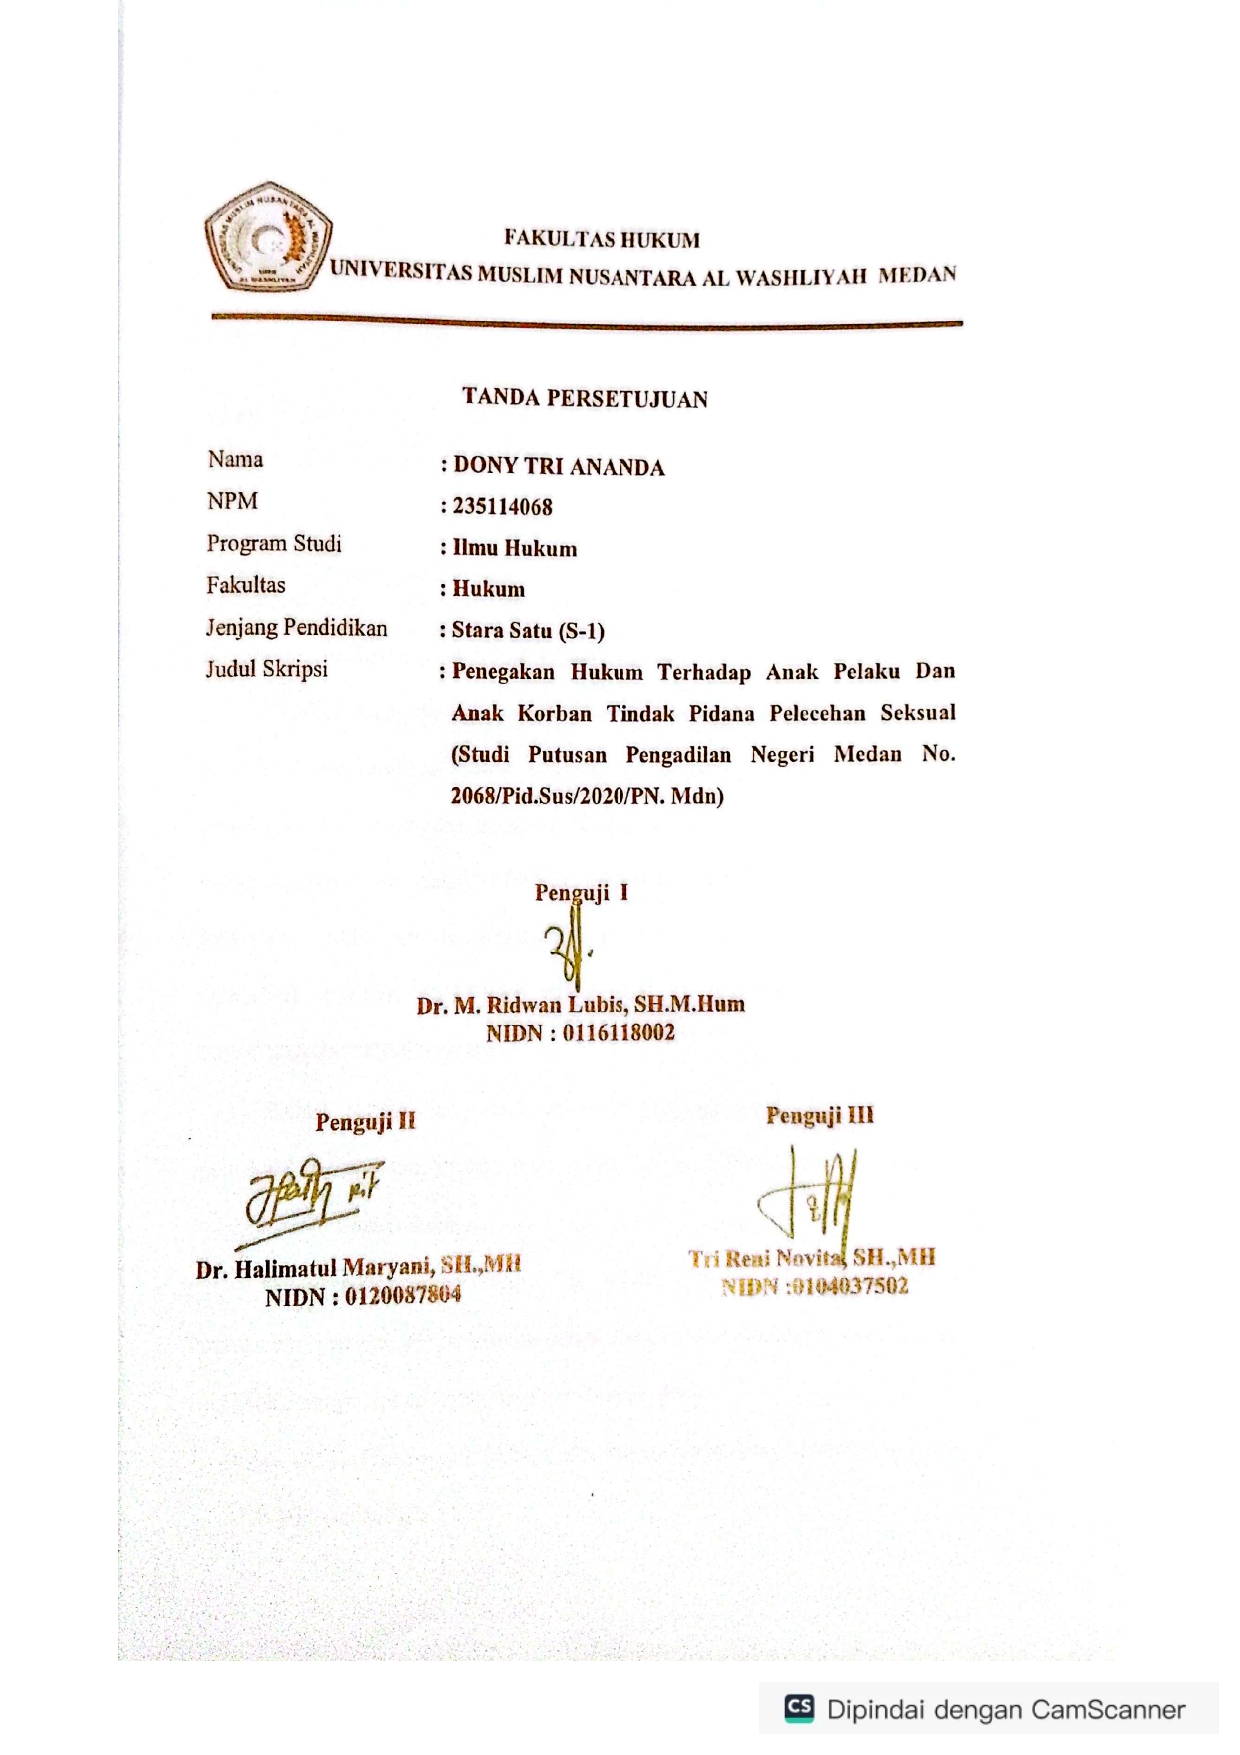 FAKULTAS HUKUM
UNIVERSITAS MUSLIM NUSANTARA AL WASHLIYAH MEDAN
TANDA PERSETUJUAN
Nama : DONY TRI ANANDA
NPM : 235114068
Program Studi : Ilmu Hukum
Fakultas : Hukum
Jenjang Pendidikan : Stara Satu (S-1)
Judul Skripsi : Penegakan Hukum Terhadap Anak Pelaku Dan
Anak Korban Tindak Pidana Pelecehan Seksual
(Studi Putusan Pengadilan Negeri Medan No.
2068/Pid.Sus/2020/PN. Mdn)
Penguji I
Dr. M. Ridwan Lubis, SH.M.Hum
NIDN : 0116118002
Penguji II
Dr. Halimatul Maryani, SH.,MH
NIDN : 0120087804
Penguji III
Tri Reni Novita, SH.,MH
NIDN :0104037502
CS Dipindai dengan CamScanner